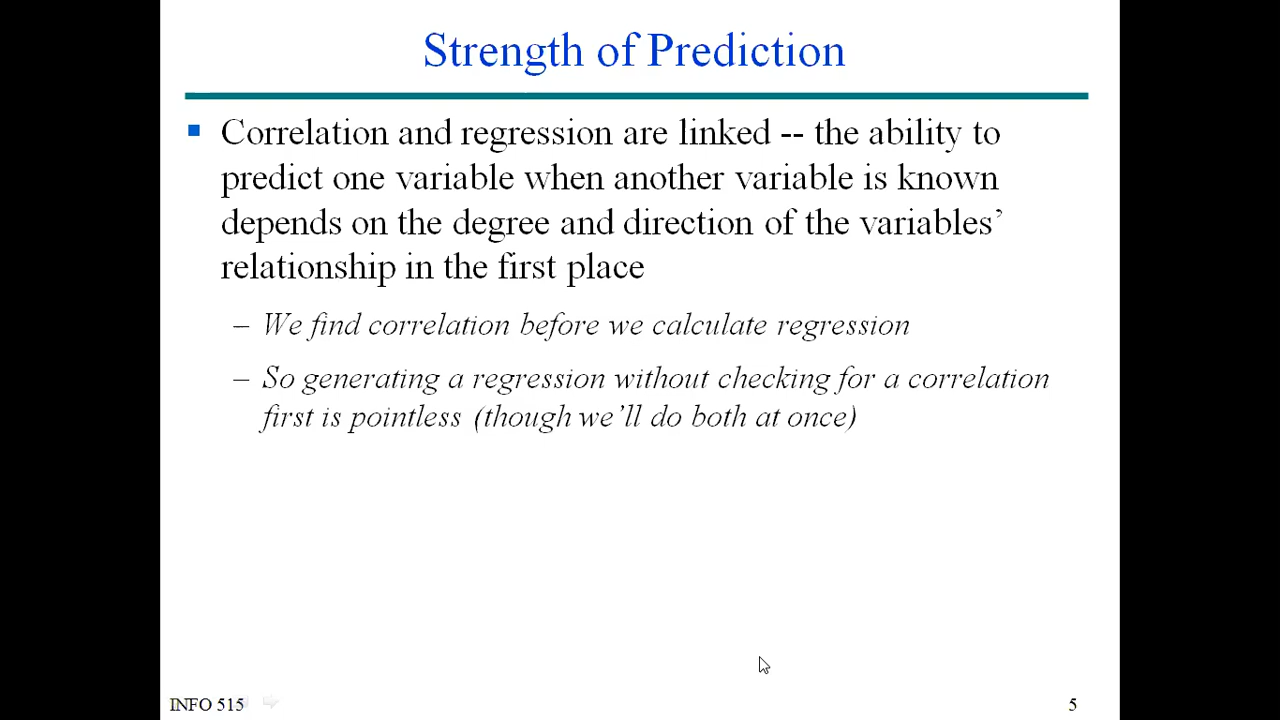 Strength of Prediction
Correlation and regression are linked -- the ability to
predict one variable when another variable is known
depends on the degree and direction of the variables’
relationship in the first place
– We find correlation before we calculate regression
– So generating a regression without checking for a correlation
first is pointless (though we’ll do both at once)
INFO 515
5